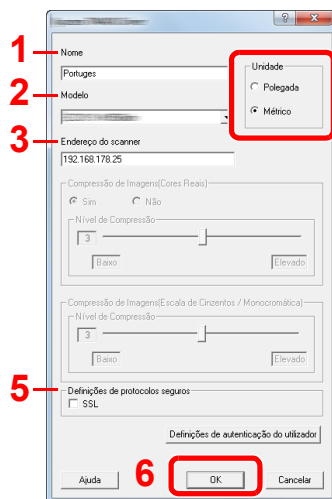 1
Nome
Portuges
Unidade
Polegada
Métrico
2
Modelo
3
Endereço do scanner
192.168.178.25
Compressão de Imagens(Cores Reais)
Sim
Não
Nível de Compressão
3
Baixo
Elevado
Compressão de Imagens(Escala de Cinzentos / Monocromática)
Nível de Compressão
3
Baixo
Elevado
5
Definições de protocolos seguros
SSL
Definições de autenticação do utilizador
6
Ajuda
OK
Cancelar